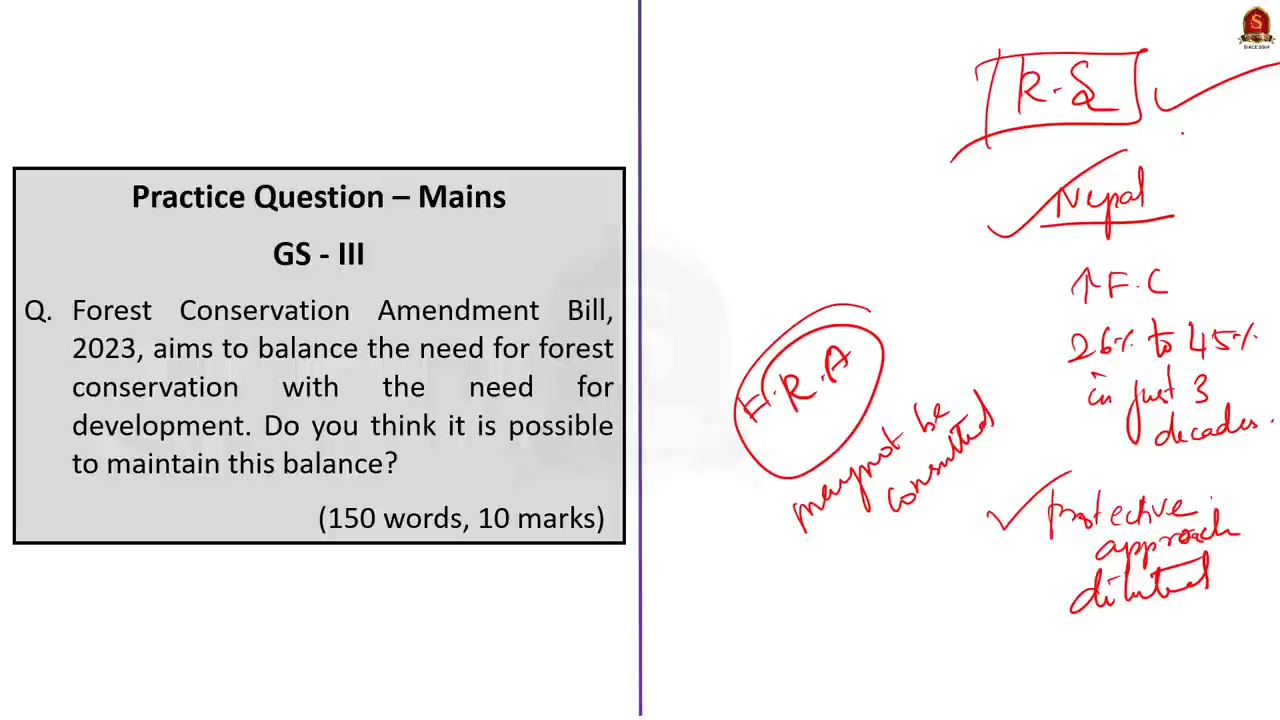 Practice Question – Mains
GS - III
Q. Forest Conservation Amendment Bill,
2023, aims to balance the need for forest
conservation with the need for
development. Do you think it is possible
to maintain this balance?
(150 words, 10 marks)
S
SINCE 1964
R.S
Nepal
↑ F.C
26% to 45%
in just 3
decades.
F.R.A
may not be
consulted
protective
approach
diluted